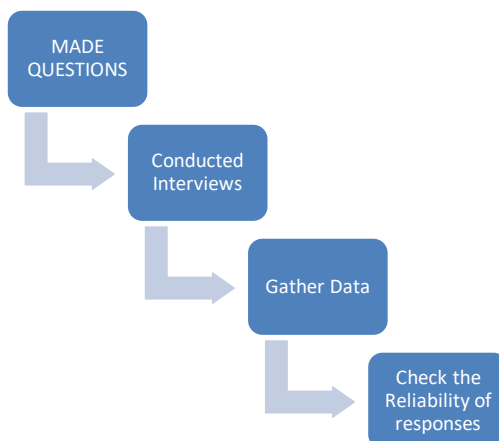 MADE
QUESTIONS
Conducted
Interviews
Gather Data
Check the
Reliability of
responses